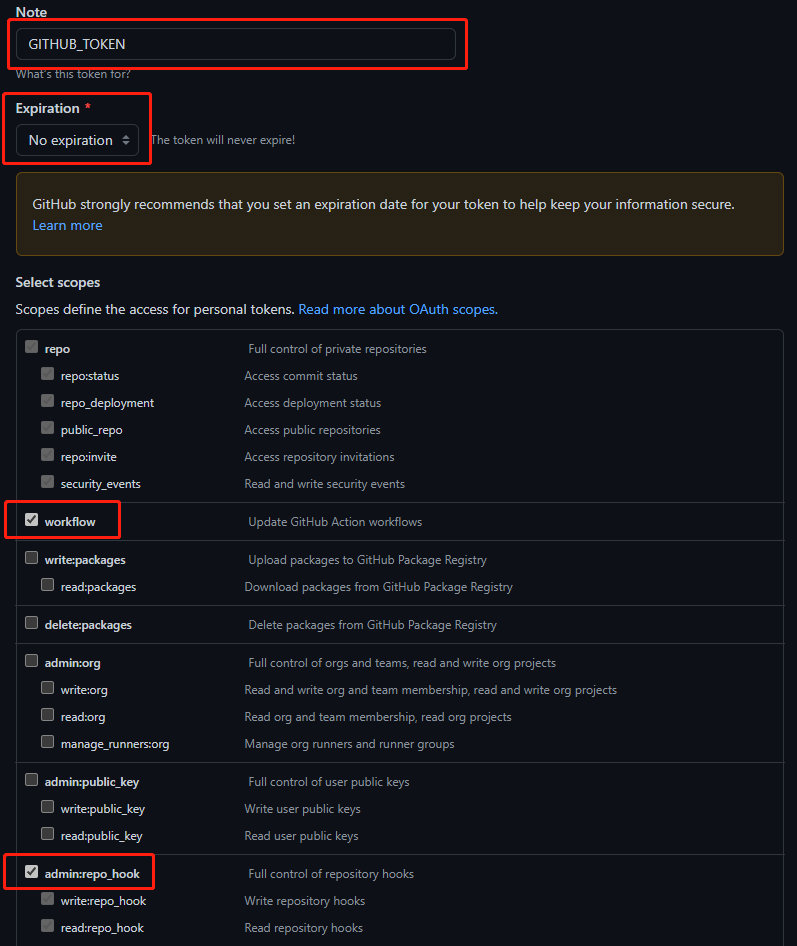 Note
GITHUB_TOKEN
What's this token for?
Expiration *
No expiration The token will never expire!
GitHub strongly recommends that you set an expiration date for your token to help keep your information secure.
Learn more
Select scopes
Scopes define the access for personal tokens. Read more about OAuth scopes.
repo Full control of private repositories
repo:status Access commit status
repo_deployment Access deployment status
public_repo Access public repositories
repo:invite Access repository invitations
security_events Read and write security events
workflow Update GitHub Action workflows
write:packages Upload packages to GitHub Package Registry
read:packages Download packages from GitHub Package Registry
delete:packages Delete packages from GitHub Package Registry
admin:org Full control of orgs and teams, read and write org projects
write:org Read and write org and team membership, read and write org projects
read:org Read org and team membership, read org projects
manage_runners:org Manage org runners and runner groups
admin:public_key Full control of user public keys
write:public_key Write user public keys
read:public_key Read user public keys
admin:repo_hook Full control of repository hooks
write:repo_hook Write repository hooks
read:repo_hook Read repository hooks